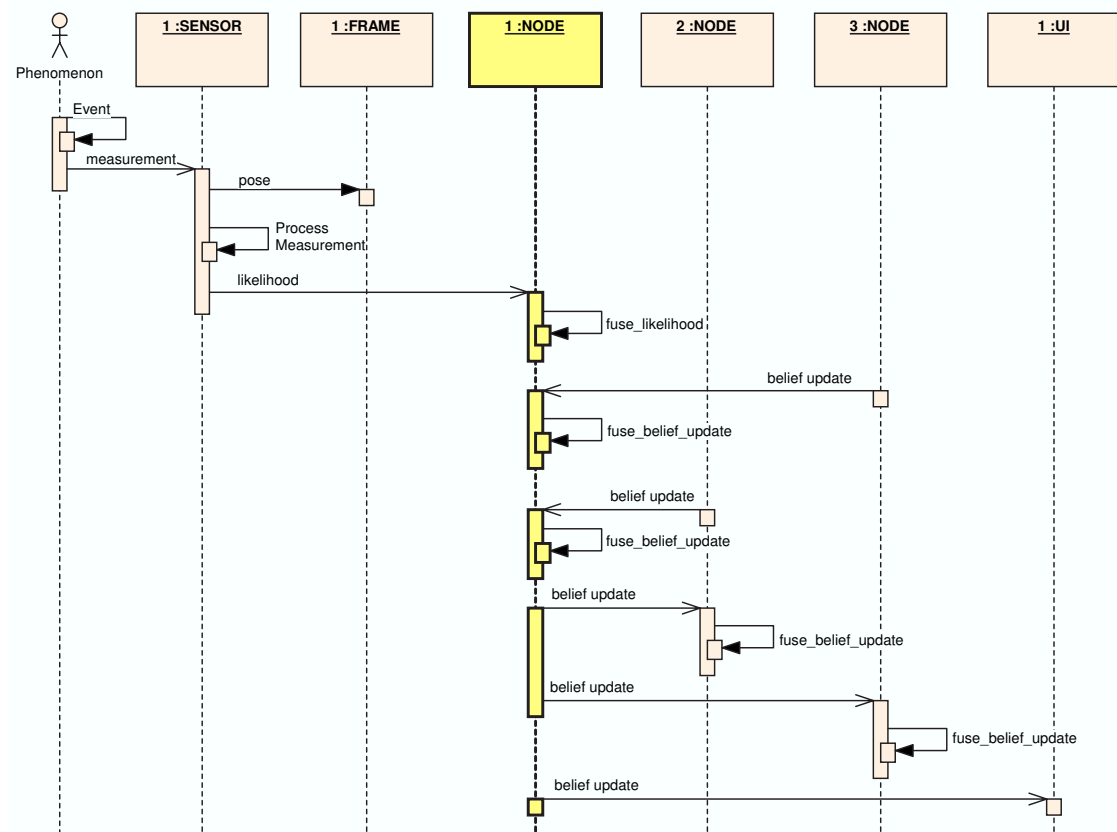 1 :SENSOR
1 :FRAME
1 :NODE
2 :NODE
3 :NODE
1 :UI
Phenomenon
Event
measurement
pose
Process
Measurement
likelihood
fuse_likelihood
belief update
fuse_belief_update
belief update
fuse_belief_update
belief update
fuse_belief_update
belief update
fuse_belief_update
belief update